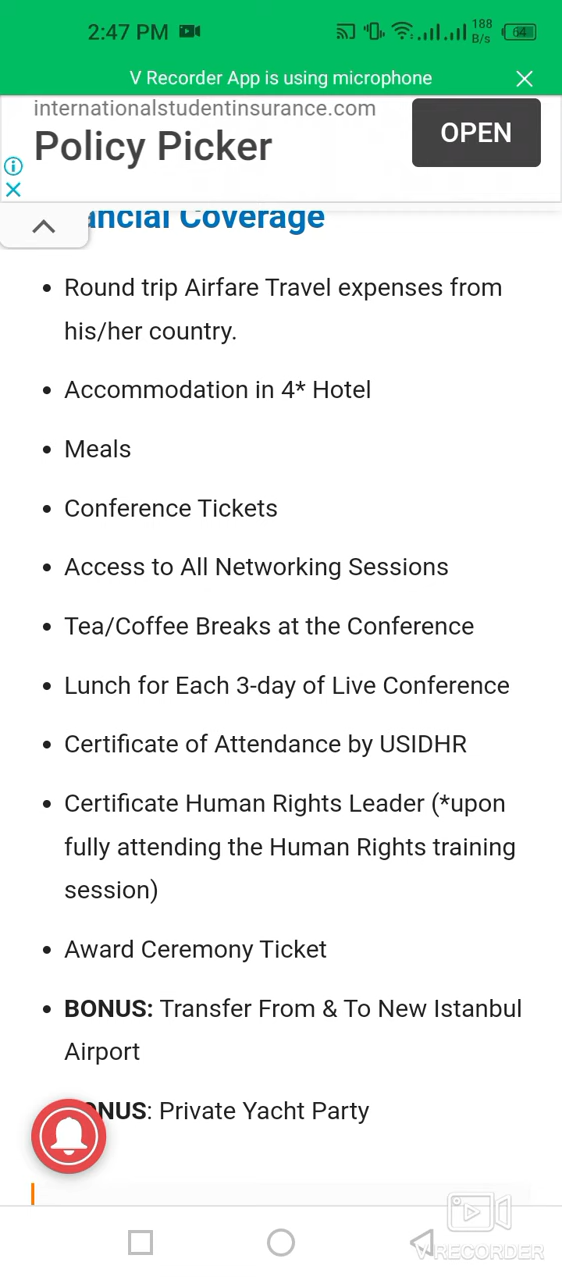 2:47 PM
188
B/s
64
V Recorder App is using microphone
internationalstudentinsurance.com
Policy Picker
OPEN
ancial Coverage
• Round trip Airfare Travel expenses from
his/her country.
• Accommodation in 4* Hotel
• Meals
• Conference Tickets
• Access to All Networking Sessions
• Tea/Coffee Breaks at the Conference
• Lunch for Each 3-day of Live Conference
• Certificate of Attendance by USIDHR
• Certificate Human Rights Leader (*upon
fully attending the Human Rights training
session)
• Award Ceremony Ticket
• BONUS: Transfer From & To New Istanbul
Airport
NUS: Private Yacht Party
VRECORDER